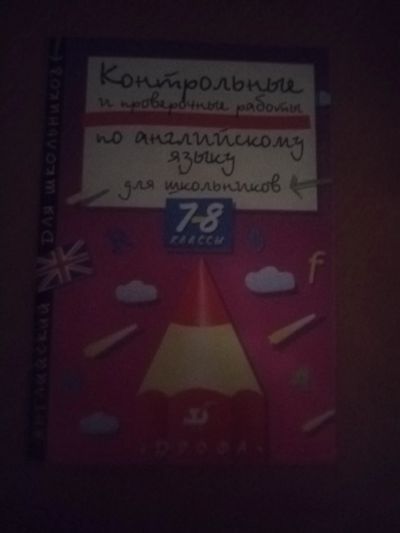 Контрольные
и проверочные работы
по английскому
языку
для школьников
7-8
классы
ДРОФА
английский для школьников